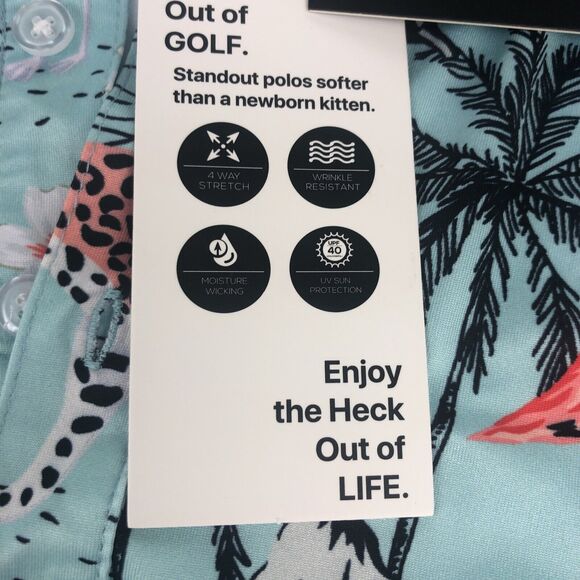 Out of
GOLF.
Standout polos softer
than a newborn kitten.
4 WAY
STRETCH
WRINKLE
RESISTANT
MOISTURE
WICKING
UPF
40
UV SUN
PROTECTION
Enjoy
the Heck
Out of
LIFE.